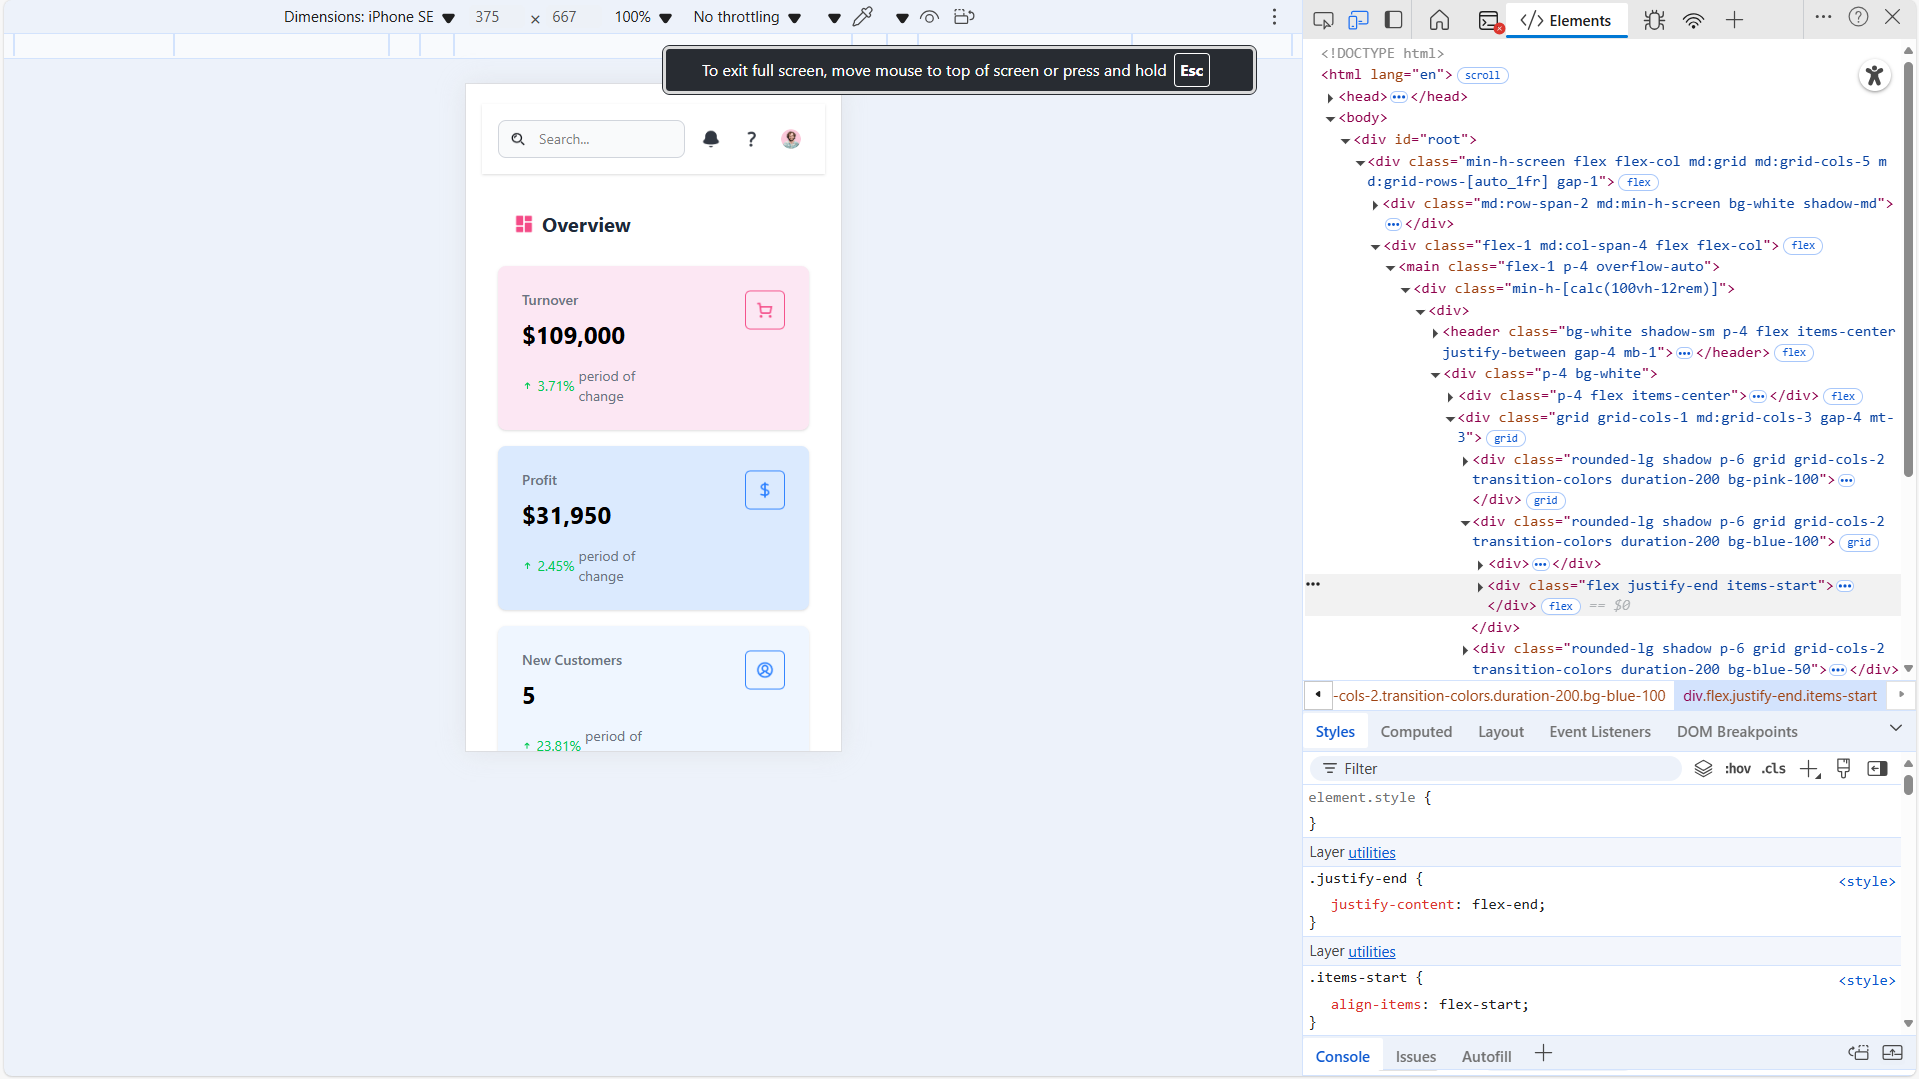 Dimensions: iPhone SE 375 × 667 100% No throttling
To exit full screen, move mouse to top of screen or press and hold Esc
Search...
?
Overview
Turnover
$109,000
↑ 3.71% period of
change
Profit
$
$31,950
↑ 2.45% period of
change
New Customers
5
↑ 23.81% period of
</> Elements
<!DOCTYPE html>
<html lang="en"> scroll
<head> ••• </head>
<body>
<div id="root">
<div class="min-h-screen flex flex-col md:grid md:grid-cols-5 m
d:grid-rows-[auto_1fr] gap-1"> flex
<div class="md:row-span-2 md:min-h-screen bg-white shadow-md">
••• </div>
<div class="flex-1 md:col-span-4 flex flex-col"> flex
<main class="flex-1 p-4 overflow-auto">
<div class="min-h-[calc(100vh-12rem)]">
<div>
<header class="bg-white shadow-sm p-4 flex items-center
justify-between gap-4 mb-1"> ••• </header> flex
<div class="p-4 bg-white">
<div class="p-4 flex items-center"> ••• </div> flex
<div class="grid grid-cols-1 md:grid-cols-3 gap-4 mt-
3"> grid
<div class="rounded-lg shadow p-6 grid grid-cols-2
transition-colors duration-200 bg-pink-100"> •••
</div> grid
<div class="rounded-lg shadow p-6 grid grid-cols-2
transition-colors duration-200 bg-blue-100"> grid
<div> ••• </div>
••• <div class="flex justify-end items-start"> •••
</div> flex == $0
</div>
<div class="rounded-lg shadow p-6 grid grid-cols-2
transition-colors duration-200 bg-blue-50"> ••• </div>
-cols-2.transition-colors.duration-200.bg-blue-100 div.flex.justify-end.items-start
Styles Computed Layout Event Listeners DOM Breakpoints
Filter :hov .cls
element.style {
}
Layer utilities
.justify-end { <style>
justify-content: flex-end;
}
Layer utilities
.items-start { <style>
align-items: flex-start;
}
Console Issues Autofill